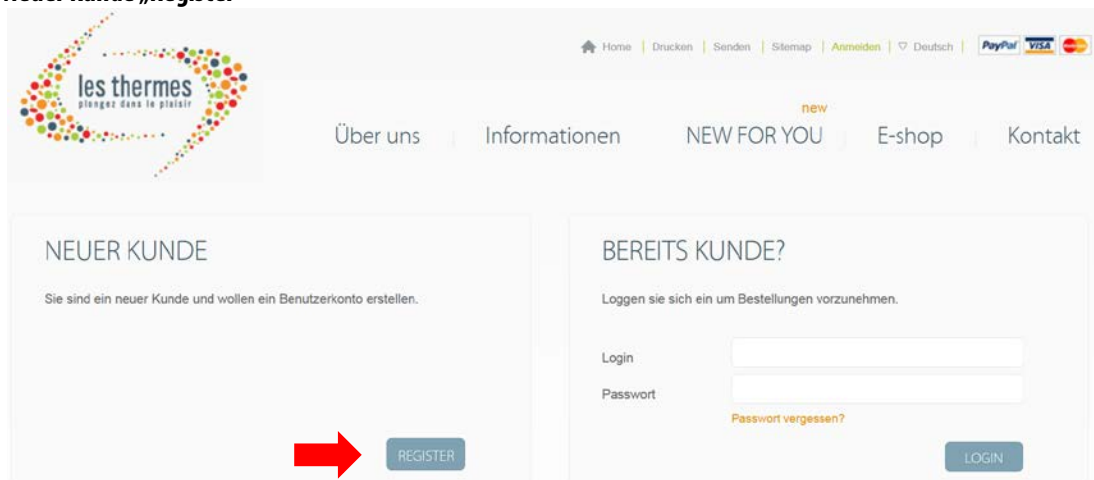 Neuer Kunde „Register
les thermes
plongez dans le plaisir
Home | Drucken | Senden | Sitemap | Anmelden | Deutsch | PayPal VISA
new
Über uns Informationen NEW FOR YOU E-shop Kontakt
NEUER KUNDE
Sie sind ein neuer Kunde und wollen ein Benutzerkonto erstellen.
REGISTER
BEREITS KUNDE?
Loggen sie sich ein um Bestellungen vorzunehmen.
Login
Passwort
Passwort vergessen?
LOGIN